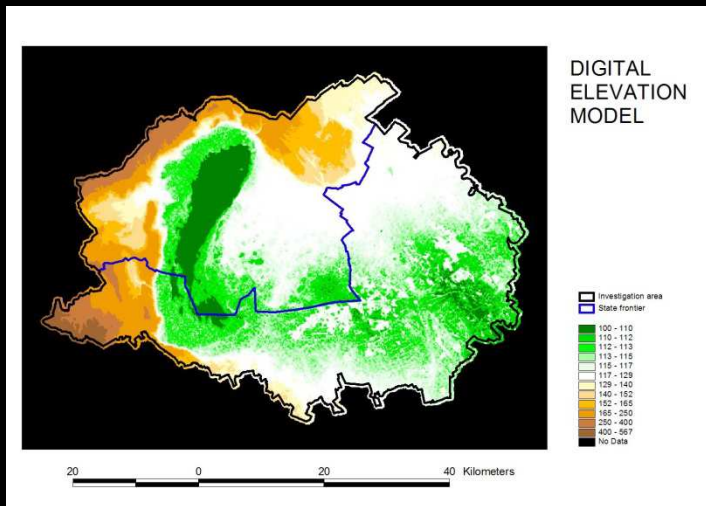 DIGITAL
ELEVATION
MODEL
Investigation area
State frontier
100 - 110
110 - 112
112 - 113
113 - 115
115 - 117
117 - 129
129 - 140
140 - 152
152 - 165
165 - 250
250 - 400
400 - 567
No Data
20 0 20 40 Kilometers